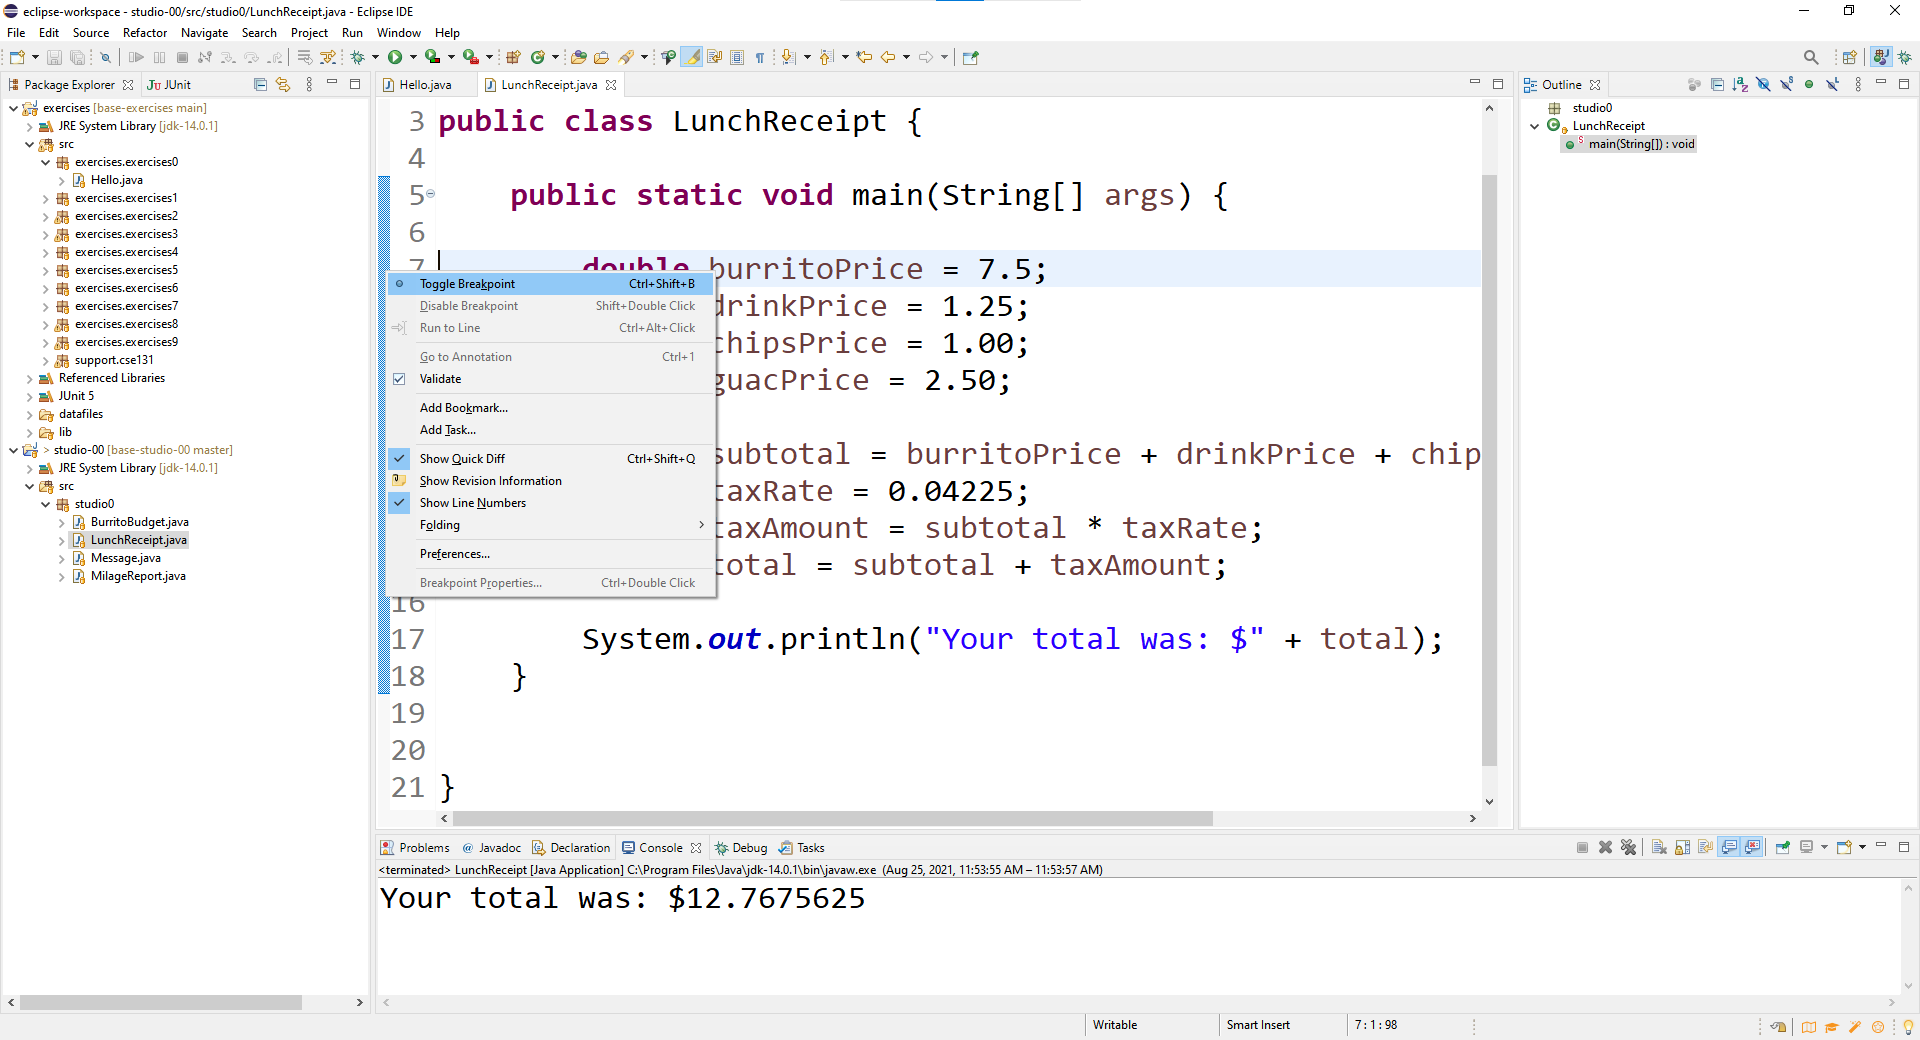 eclipse-workspace - studio-00/src/studio0/LunchReceipt.java - Eclipse IDE
File Edit Source Refactor Navigate Search Project Run Window Help
Package Explorer JUnit
exercises [base-exercises main]
JRE System Library [jdk-14.0.1]
src
exercises.exercises0
Hello.java
exercises.exercises1
exercises.exercises2
exercises.exercises3
exercises.exercises4
exercises.exercises5
exercises.exercises6
exercises.exercises7
exercises.exercises8
exercises.exercises9
support.cse131
Referenced Libraries
JUnit 5
datafiles
lib
> studio-00 [base-studio-00 master]
JRE System Library [jdk-14.0.1]
src
studio0
BurritoBudget.java
LunchReceipt.java
Message.java
MilageReport.java
Hello.java LunchReceipt.java
3 public class LunchReceipt {
4
5 public static void main(String[] args) {
6
7 double burritoPrice = 7.5;
drinkPrice = 1.25;
chipsPrice = 1.00;
guacPrice = 2.50;
subtotal = burritoPrice + drinkPrice + chip
taxRate = 0.04225;
taxAmount = subtotal * taxRate;
total = subtotal + taxAmount;
16
17 System.out.println("Your total was: $" + total);
18 }
19
20
21 }
Toggle Breakpoint Ctrl+Shift+B
Disable Breakpoint Shift+Double Click
Run to Line Ctrl+Alt+Click
Go to Annotation Ctrl+1
Validate
Add Bookmark...
Add Task...
Show Quick Diff Ctrl+Shift+Q
Show Revision Information
Show Line Numbers
Folding
Preferences...
Breakpoint Properties... Ctrl+Double Click
Outline
studio0
LunchReceipt
main(String[]) : void
Problems @ Javadoc Declaration Console Debug Tasks
<terminated> LunchReceipt [Java Application] C:\Program Files\Java\jdk-14.0.1\bin\javaw.exe (Aug 25, 2021, 11:53:55 AM – 11:53:57 AM)
Your total was: $12.7675625
Writable Smart Insert 7 : 1 : 98